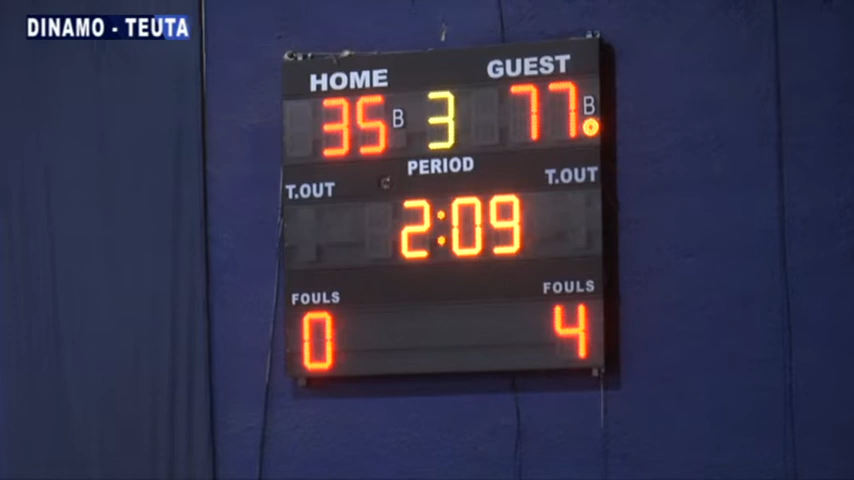 DINAMO - TEUTA
HOME GUEST
35 B 3 77 B
PERIOD
T.OUT T.OUT
2:09
FOULS FOULS
0 4